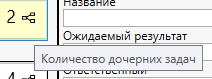 Название
2
Ожидаемый результат
Количество дочерних задач
4
Ответственный